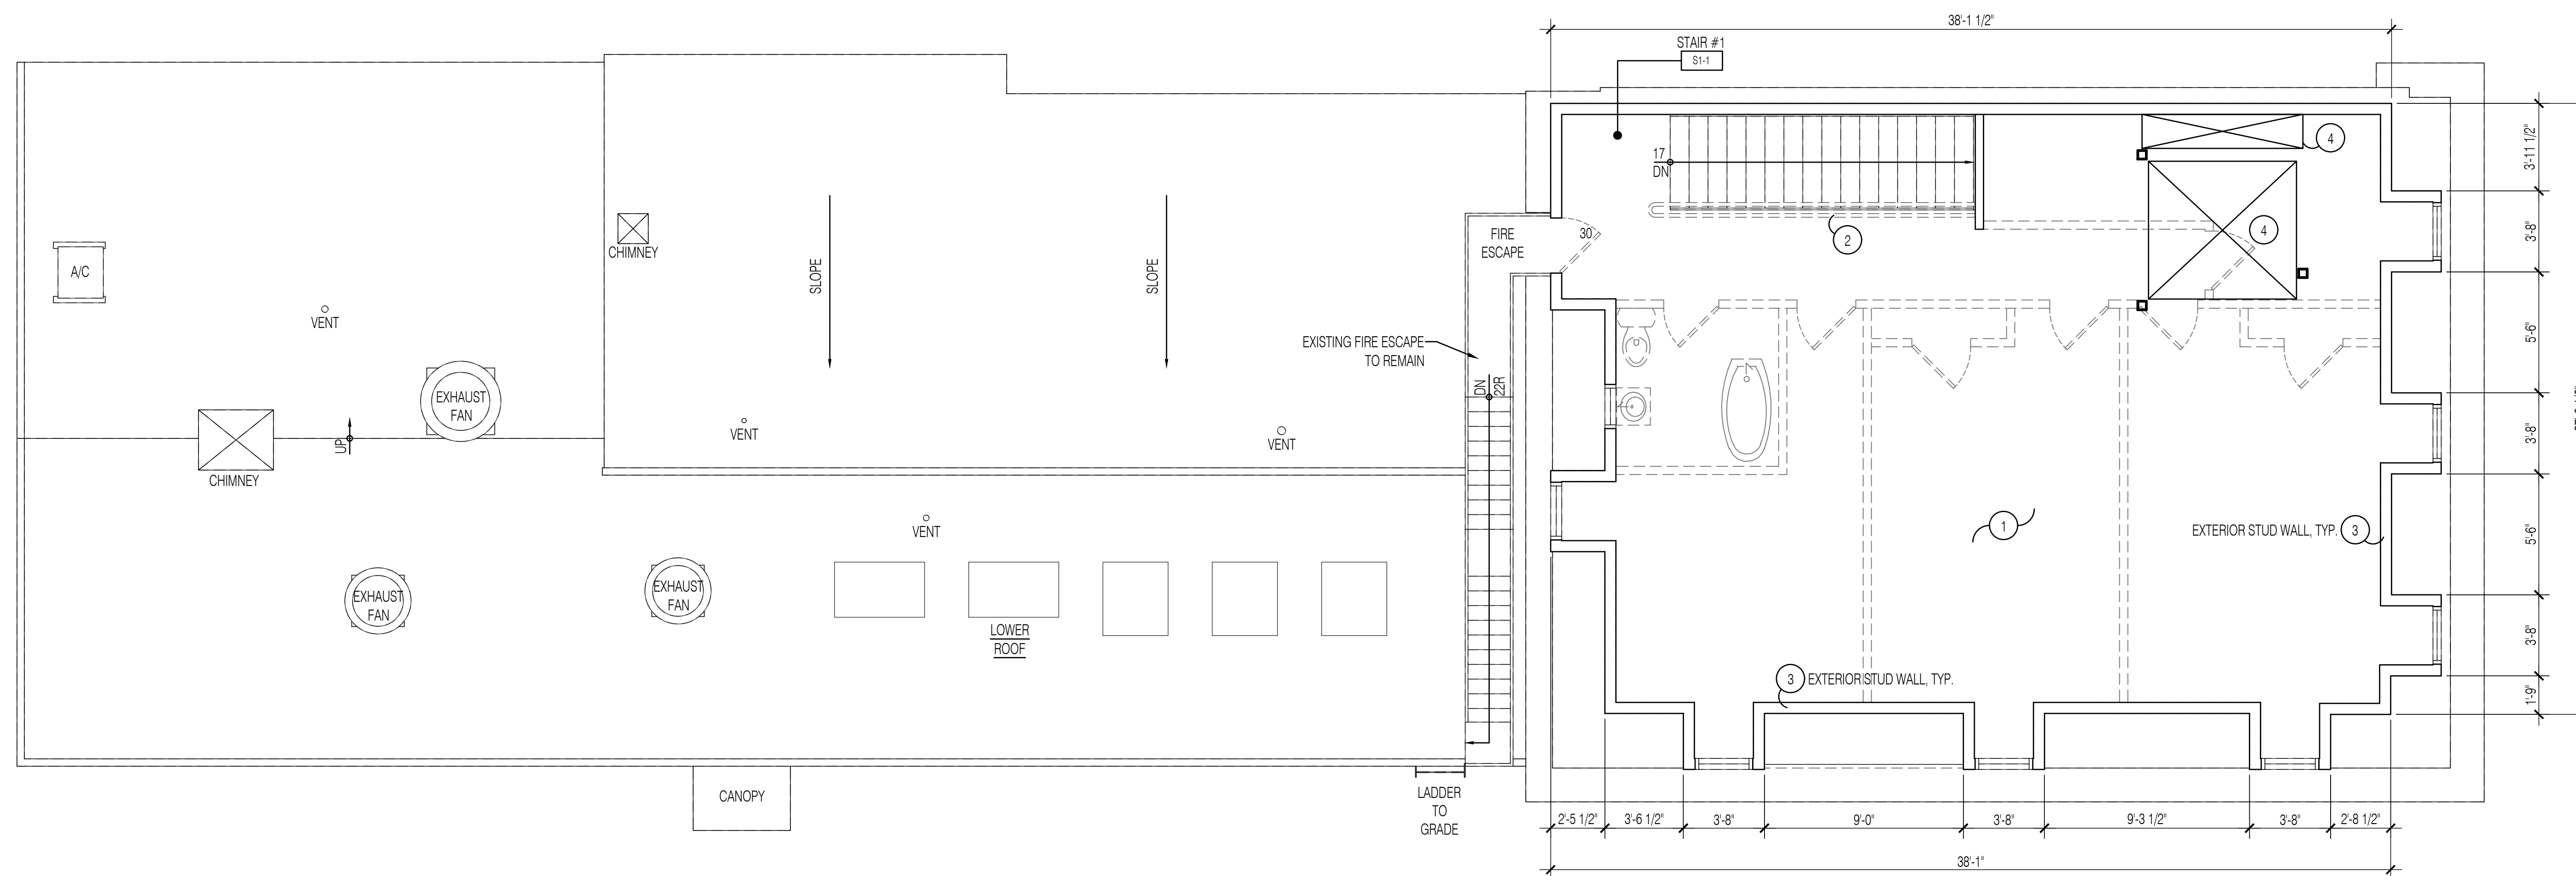 38'-1 1/2"
STAIR #1
S1-1
17
DN
4
4
2
30
FIRE
ESCAPE
EXISTING FIRE ESCAPE
TO REMAIN
DN
22R
A/C
VENT
CHIMNEY
SLOPE
SLOPE
EXHAUST
FAN
CHIMNEY
UP
VENT
VENT
VENT
EXHAUST
FAN
EXHAUST
FAN
LOWER
ROOF
CANOPY
LADDER
TO
GRADE
1
EXTERIOR STUD WALL, TYP.
3
3
EXTERIOR STUD WALL, TYP.
3'-11 1/2"
3'-8"
5'-6"
3'-8"
5'-6"
3'-8"
1'-9"
2'-5 1/2"
3'-6 1/2"
3'-8"
9'-0"
3'-8"
9'-3 1/2"
3'-8"
2'-8 1/2"
38'-1"